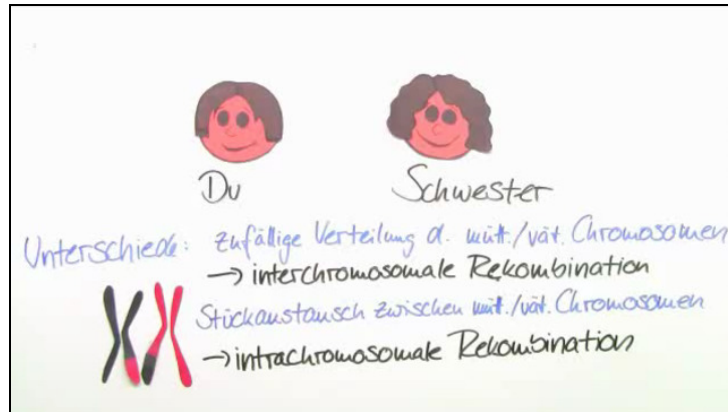 Du Schwester
Unterschiede: zufällige Verteilung d. mütt./vät. Chromosomen
→ interchromosomale Rekombination
Stückaustausch zwischen mütt./vät. Chromosomen
→ intrachromosomale Rekombination